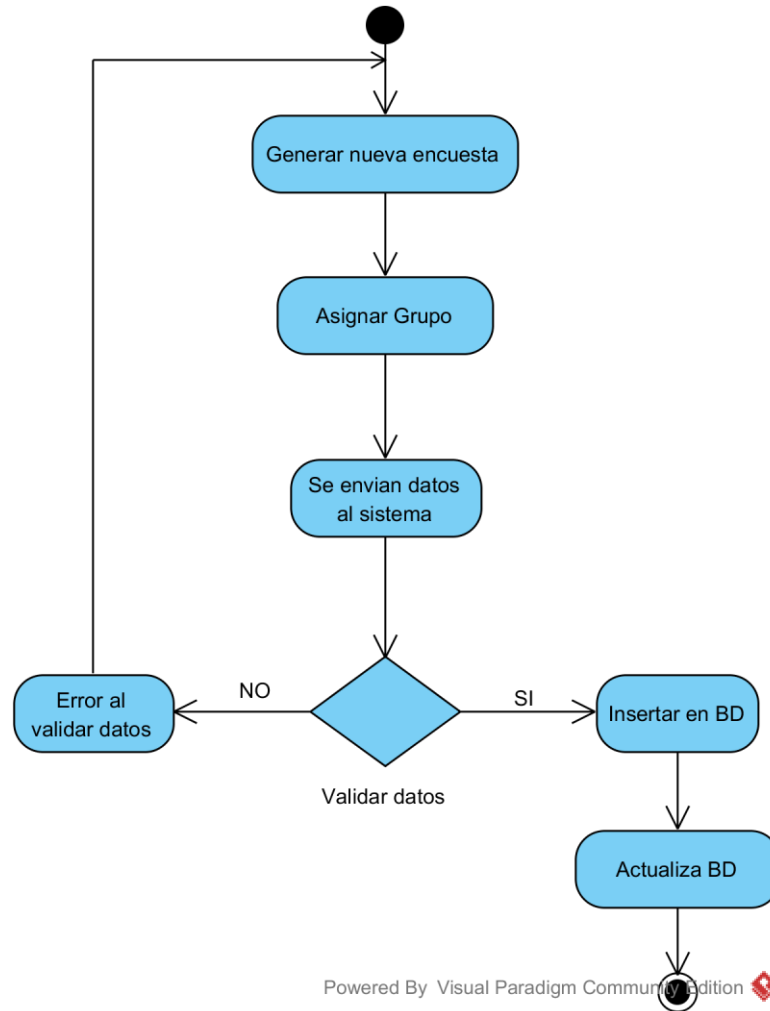 Generar nueva encuesta
Asignar Grupo
Se envian datos
al sistema
NO
SI
Error al
validar datos
Insertar en BD
Validar datos
Actualiza BD
Powered By Visual Paradigm Community Edition